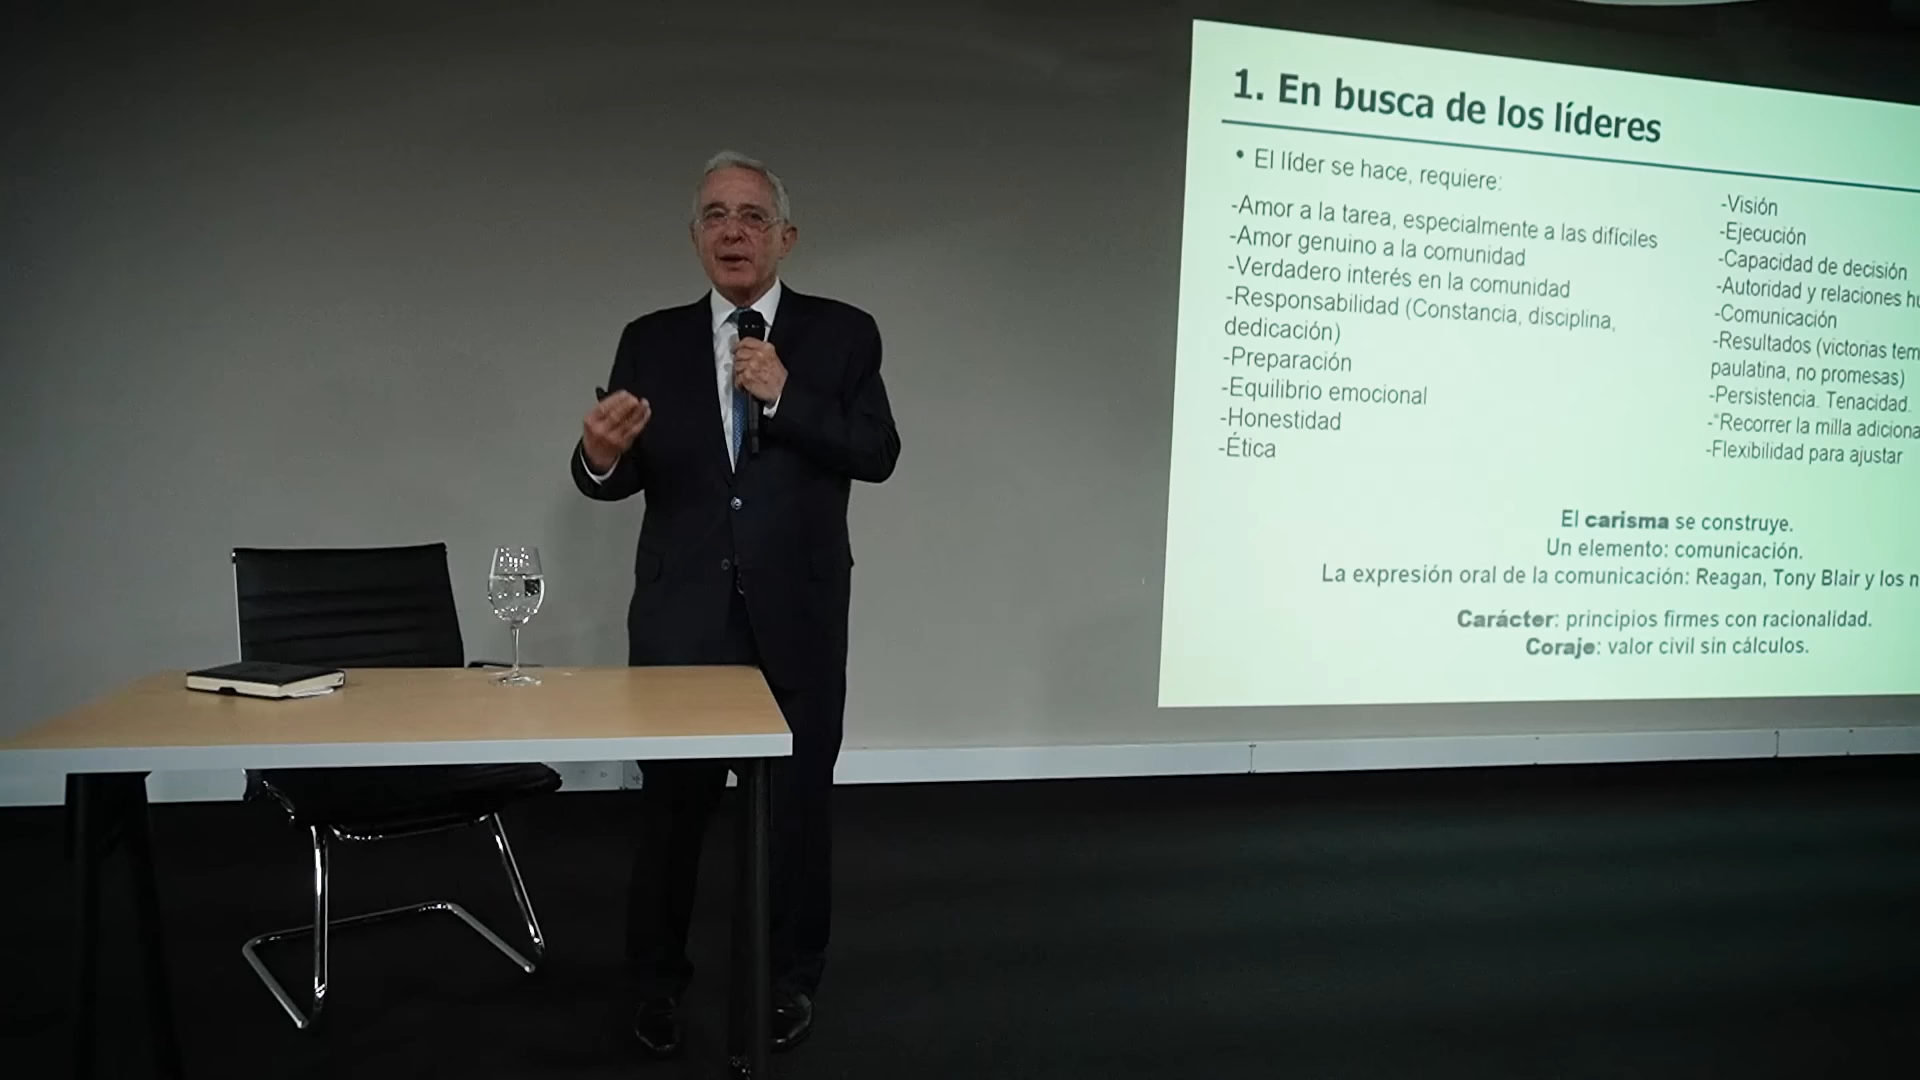 1. En busca de los líderes
• El líder se hace, requiere:
-Amor a la tarea, especialmente a las difíciles
-Amor genuino a la comunidad
-Verdadero interés en la comunidad
-Responsabilidad (Constancia, disciplina,
dedicación)
-Preparación
-Equilibrio emocional
-Honestidad
-Ética
-Visión
-Ejecución
-Capacidad de decisión
-Autoridad y relaciones
-Comunicación
-Resultados (victorias
paulatina, no promesas)
-Persistencia. Tenacidad.
-“Recorrer la milla
-Flexibilidad para ajustar
El carisma se construye.
Un elemento: comunicación.
La expresión oral de la comunicación: Reagan, Tony Blair y los
Carácter: principios firmes con racionalidad.
Coraje: valor civil sin cálculos.